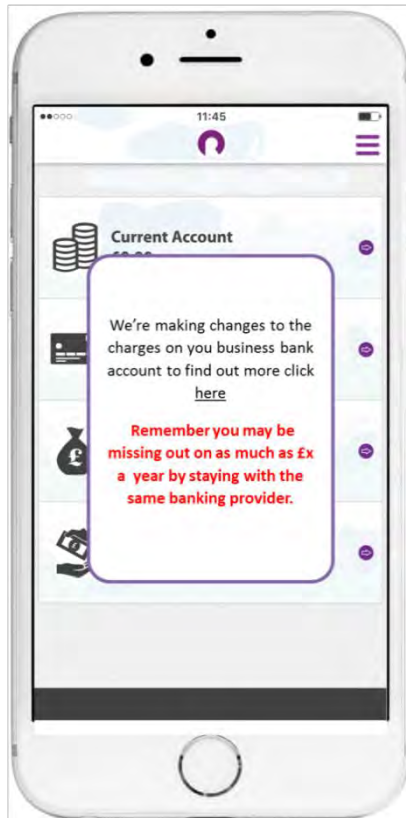 11:45
Current Account
We're making changes to the
charges on you business bank
account to find out more click
here
Remember you may be
missing out on as much as £x
a year by staying with the
same banking provider.